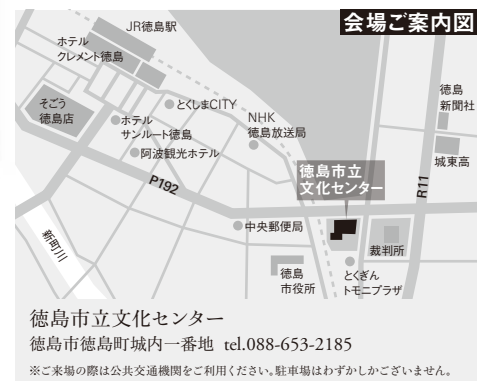 会場ご案内図
JR徳島駅
ホテル
クレメント徳島
そごう
徳島店
とくしまCITY
ホテル
サンルート徳島
阿波観光ホテル
NHK
徳島放送局
徳島
新聞社
城東高
徳島市立
文化センター
P192
R11
新町川
中央郵便局
裁判所
徳島
市役所
とくぎん
トモニプラザ
徳島市立文化センター
徳島市徳島町城内一番地 tel.088-653-2185
※ご来場の際は公共交通機関をご利用ください。駐車場はわずかしかございません。